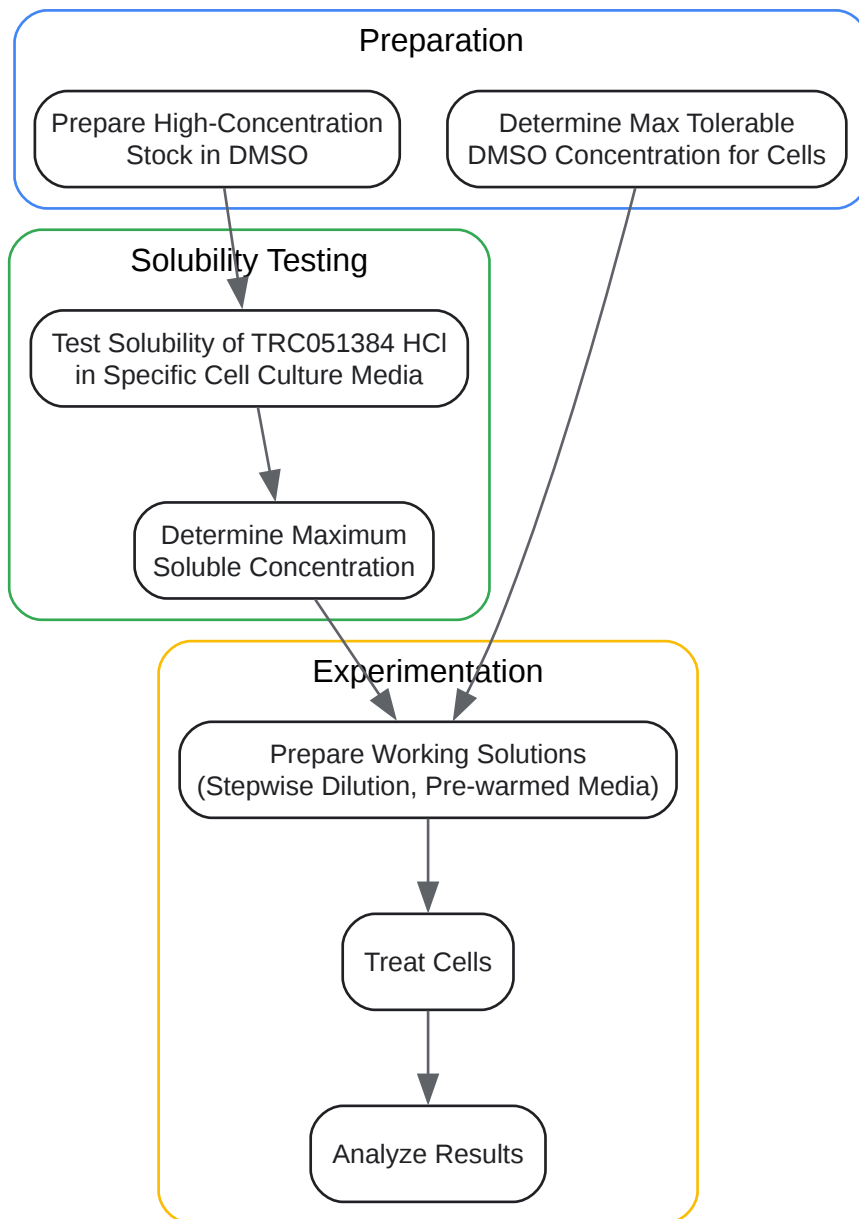 Preparation
Prepare High-Concentration
Stock in DMSO
Determine Max Tolerable
DMSO Concentration for Cells
Solubility Testing
Test Solubility of TRC051384 HCl
in Specific Cell Culture Media
Determine Maximum
Soluble Concentration
Experimentation
Prepare Working Solutions
(Stepwise Dilution, Pre-warmed Media)
Treat Cells
Analyze Results